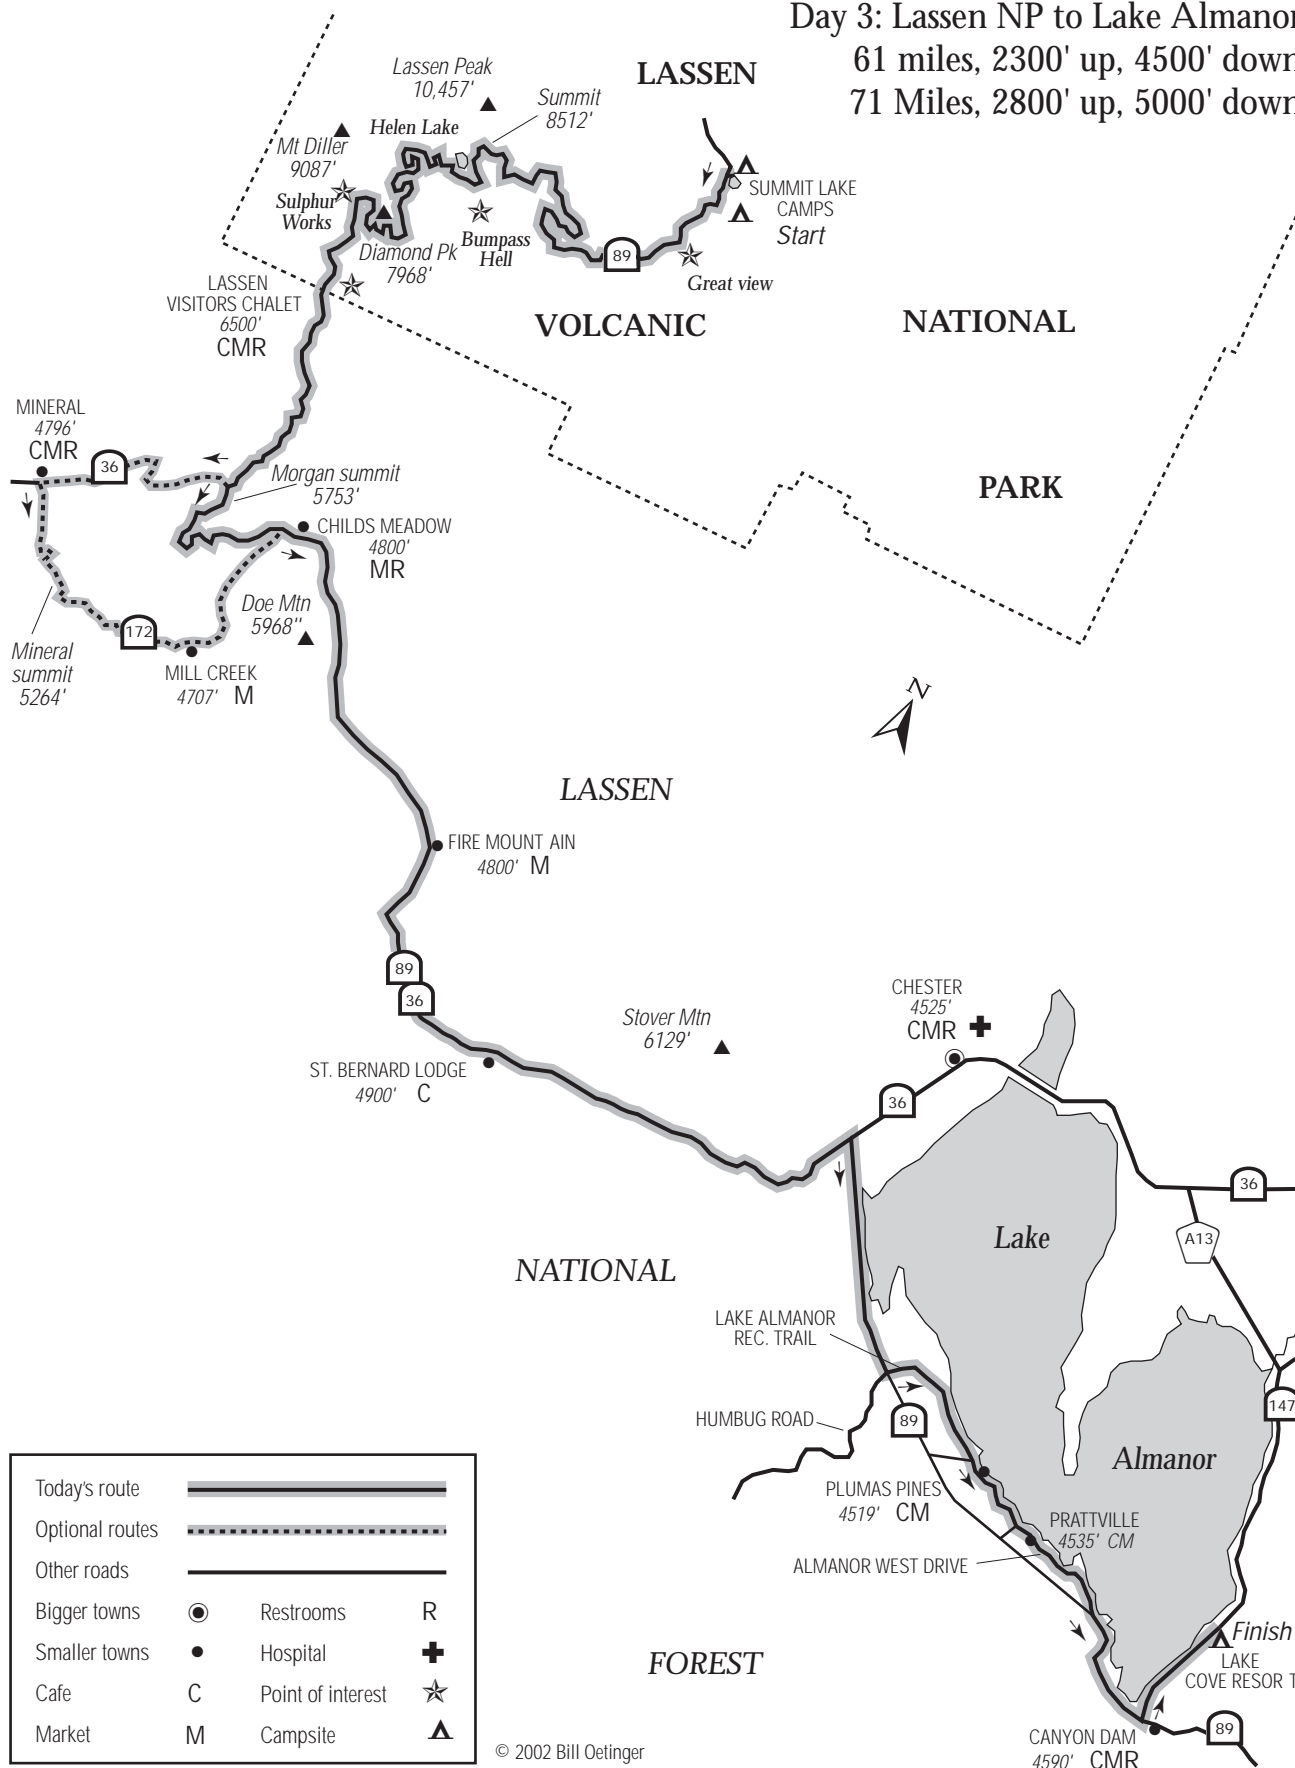 Day 3: Lassen NP to Lake Almanor
61 miles, 2300' up, 4500' down
71 Miles, 2800' up, 5000' down
Lassen Peak
10,457'
LASSEN
Summit
8512'
Helen Lake
Mt Diller
9087'
Sulphur
Works
SUMMIT LAKE
CAMPS
Start
Diamond Pk
7968'
Bumpass
Hell
89
Great view
LASSEN
VISITORS CHALET
6500'
CMR
VOLCANIC
NATIONAL
MINERAL
4796'
CMR
36
Morgan summit
5753'
PARK
CHILDS MEADOW
4800'
MR
Doe Mtn
5968''
172
Mineral
summit
5264'
MILL CREEK
4707' M
N
LASSEN
FIRE MOUNT AIN
4800' M
89
36
CHESTER
4525'
CMR
Stover Mtn
6129'
ST. BERNARD LODGE
4900' C
36
36
A13
Lake
NATIONAL
LAKE ALMANOR
REC. TRAIL
147
HUMBUG ROAD
89
Almanor
PLUMAS PINES
4519' CM
PRATTVILLE
4535' CM
ALMANOR WEST DRIVE
Finish
LAKE
COVE RESOR T
FOREST
CANYON DAM
4590' CMR
89
Today's route
Optional routes
Other roads
Bigger towns
Restrooms R
Smaller towns
Hospital
Cafe C
Point of interest
Market M
Campsite
© 2002 Bill Oetinger